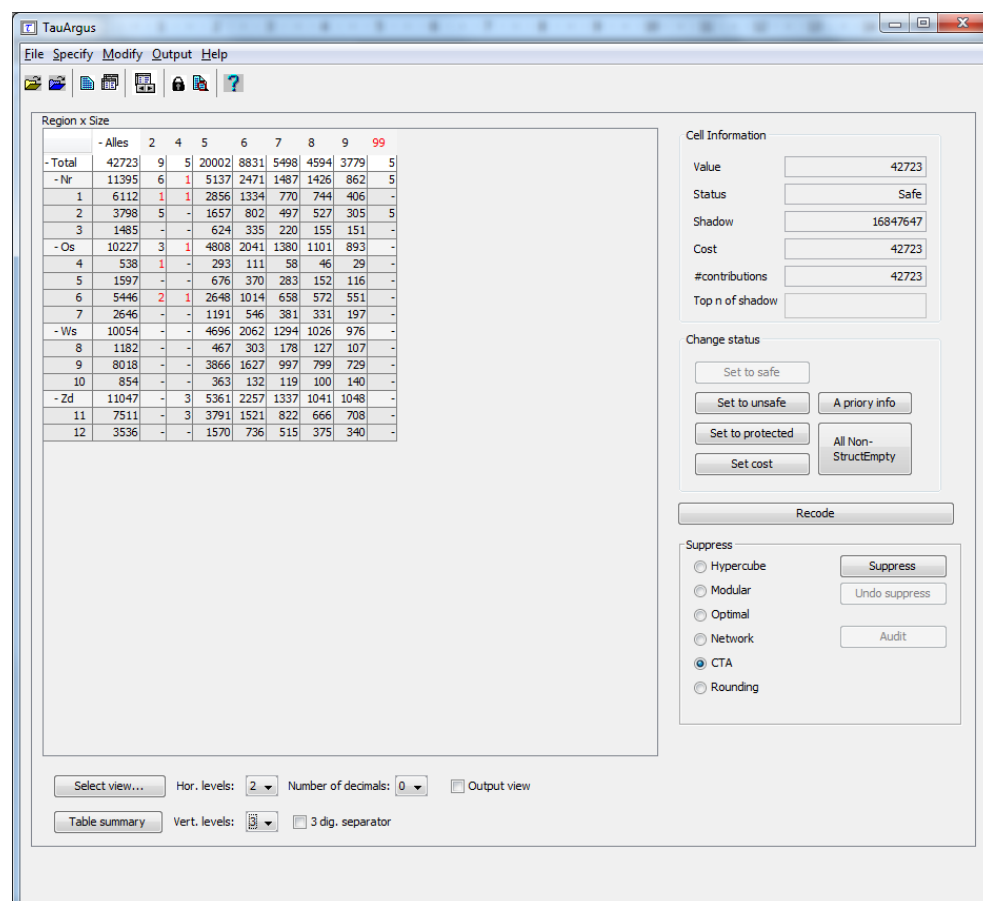 TauArgus
File Specify Modify Output Help
Region x Size
- Alles 2 4 5 6 7 8 9 99
- Total 42723 9 5 20002 8831 5498 4594 3779 5
- Nr 11395 6 1 5137 2471 1487 1426 862 5
1 6112 1 1 2856 1334 770 744 406 -
2 3798 5 - 1657 802 497 527 305 5
3 1485 - - 624 335 220 155 151 -
- Os 10227 3 1 4808 2041 1380 1101 893 -
4 538 1 - 293 111 58 46 29 -
5 1597 - - 676 370 283 152 116 -
6 5446 2 1 2648 1014 658 572 551 -
7 2646 - - 1191 546 381 331 197 -
- Ws 10054 - - 4696 2062 1294 1026 976 -
8 1182 - - 467 303 178 127 107 -
9 8018 - - 3866 1627 997 799 729 -
10 854 - - 363 132 119 100 140 -
- Zd 11047 - 3 5361 2257 1337 1041 1048 -
11 7511 - 3 3791 1521 822 666 708 -
12 3536 - - 1570 736 515 375 340 -
Cell Information
Value 42723
Status Safe
Shadow 16847647
Cost 42723
#contributions 42723
Top n of shadow
Change status
Set to safe
Set to unsafe A priory info
Set to protected All Non-
StructEmpty
Set cost
Recode
Suppress
Hypercube Suppress
Modular Undo suppress
Optimal
Network Audit
CTA
Rounding
Select view... Hor. levels: 2 Number of decimals: 0 Output view
Table summary Vert. levels: 3 3 dig. separator